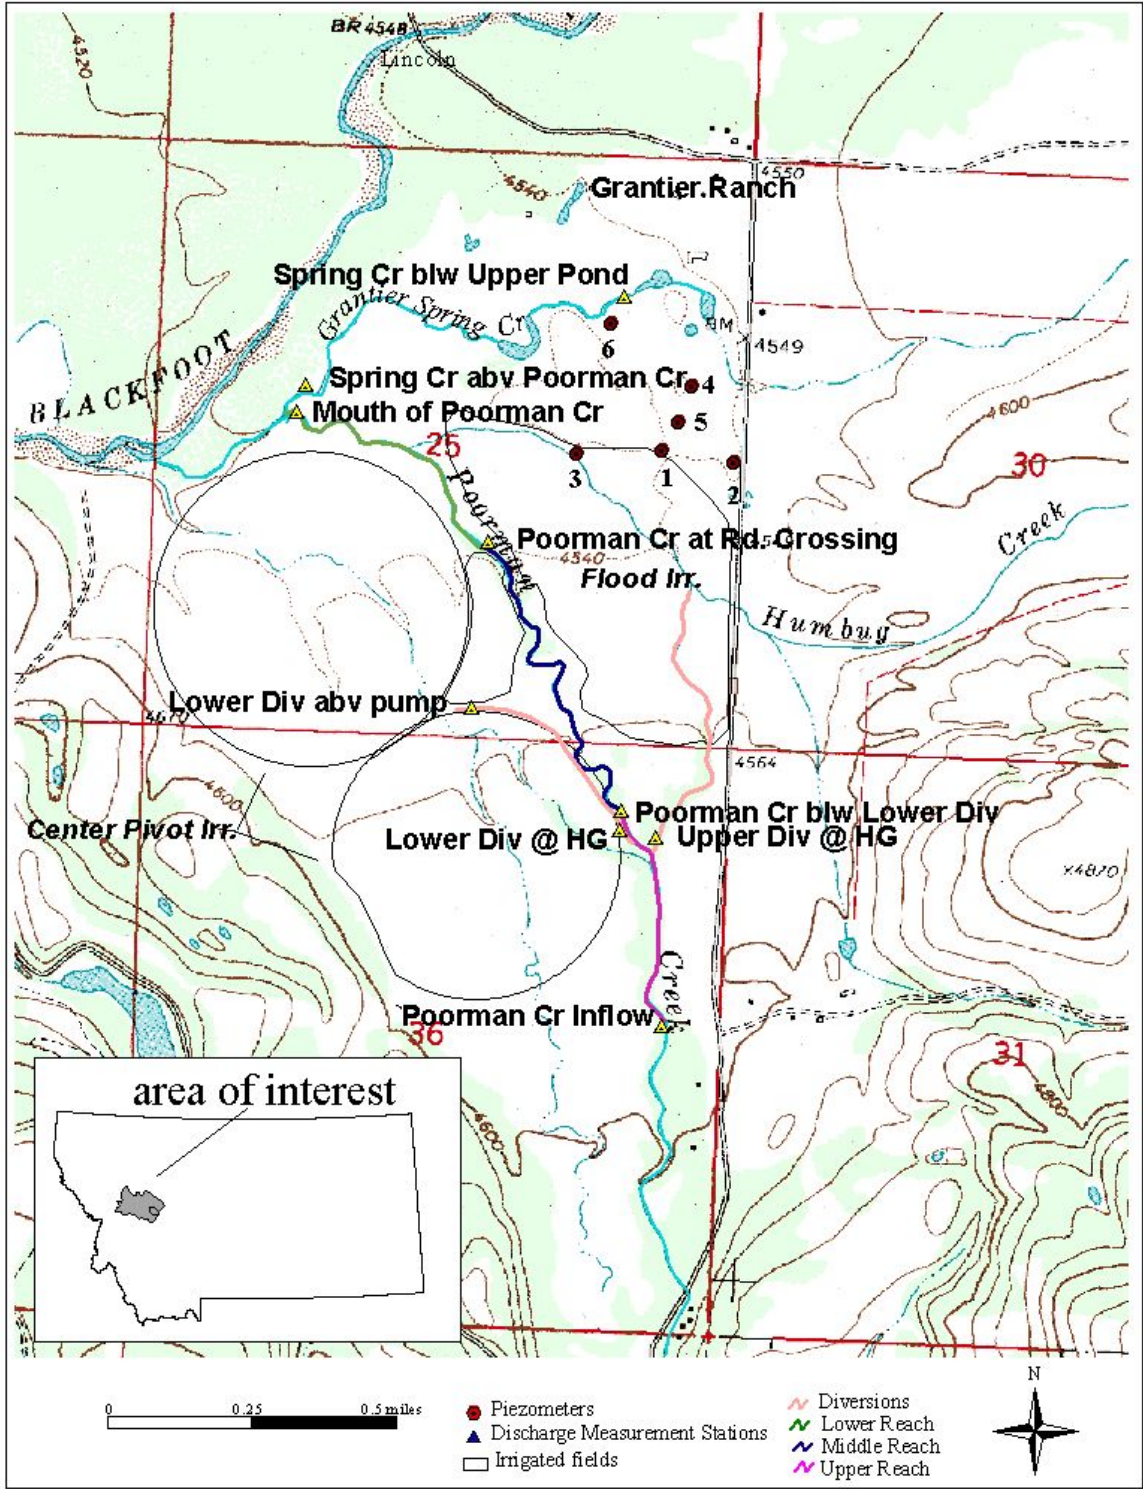 BR 4548
Lincoln
4520
4550
4540
Grantier Ranch
Spring Cr blw Upper Pond
Grantier Spring Cr
BM
4549
6
BLACKFOOT
Spring Cr abv Poorman Cr
4
Mouth of Poorman Cr
4600
5
25
30
3
1
2
Poorman
Creek
Poorman Cr at Rd. Crossing
4540
Flood Irr.
Humbug
Lower Div abv pump
4564
4600
Poorman Cr blw Lower Div
Center Pivot Irr.
Lower Div @ HG
Upper Div @ HG
X4870
Creek
Poorman Cr Inflow
36
31
4800
4600
area of interest
N
0
0.25
0.5 miles
Piezometers
Discharge Measurement Stations
Irrigated fields
Diversions
Lower Reach
Middle Reach
Upper Reach